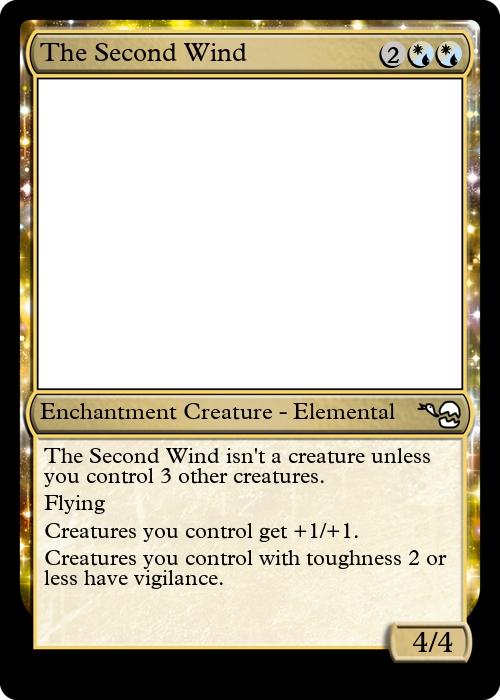 The Second Wind
2
Enchantment Creature - Elemental
The Second Wind isn't a creature unless
you control 3 other creatures.
Flying
Creatures you control get +1/+1.
Creatures you control with toughness 2 or
less have vigilance.
4/4